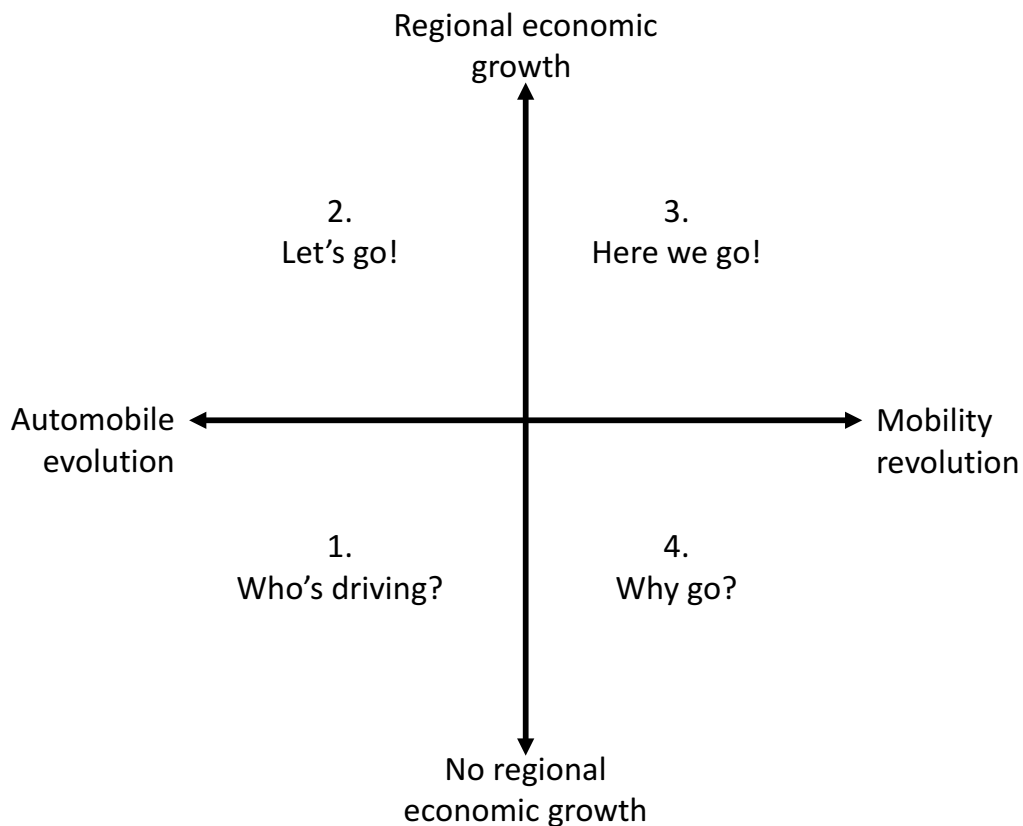 Regional economic
growth
2.
Let’s go!
3.
Here we go!
Automobile
evolution
Mobility
revolution
1.
Who’s driving?
4.
Why go?
No regional
economic growth